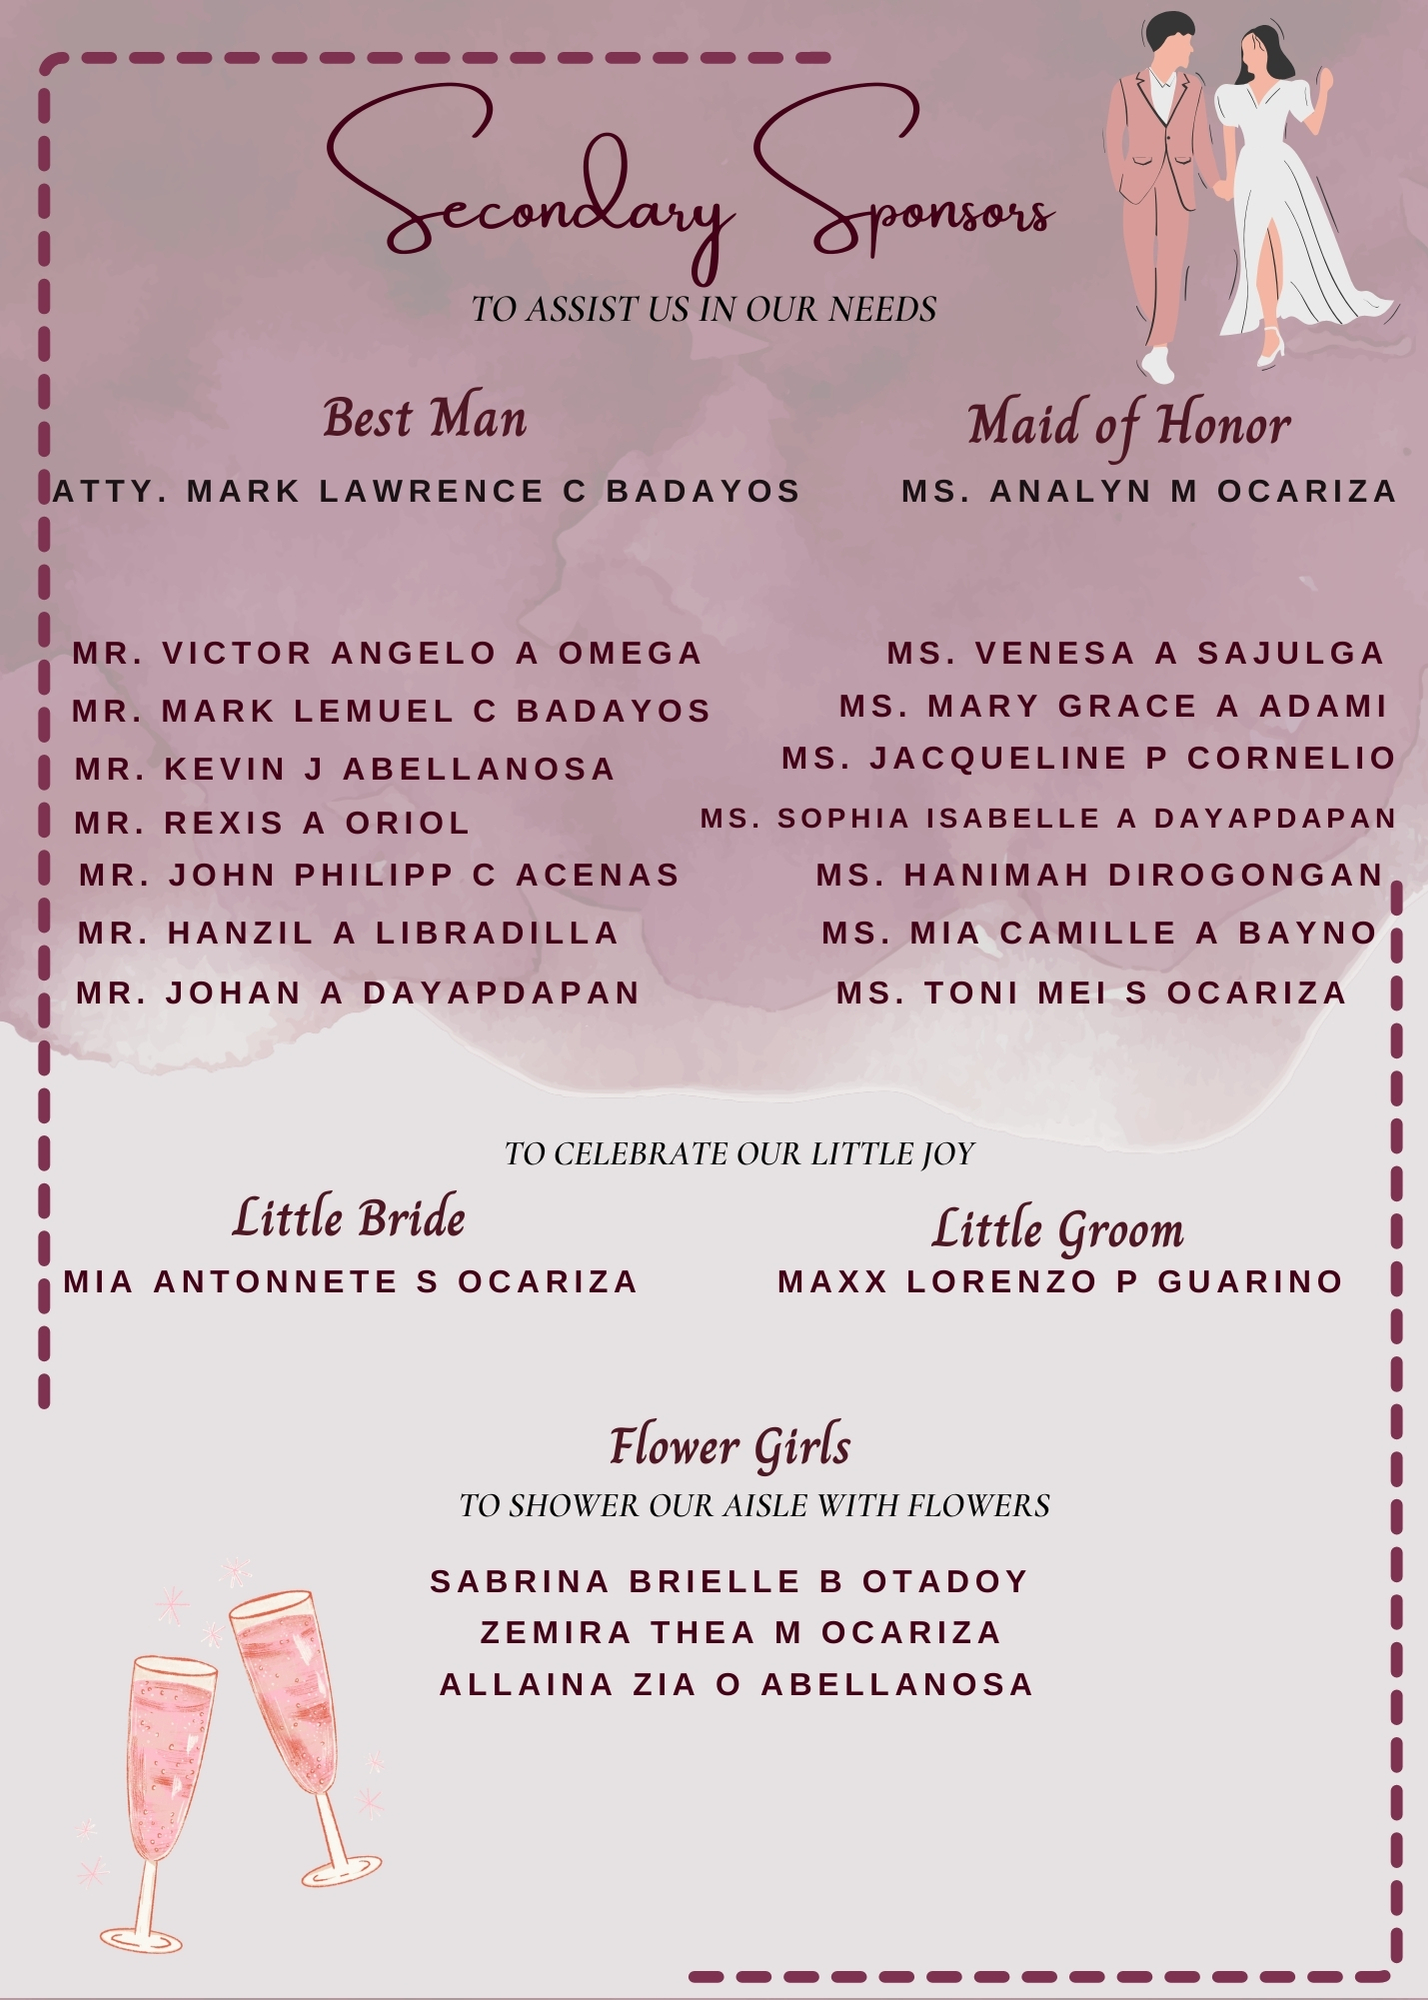 Secondary Sponsors
TO ASSIST US IN OUR NEEDS
Best Man
ATTY. MARK LAWRENCE C BADAYOS
Maid of Honor
MS. ANALYN M OCARIZA
MR. VICTOR ANGELO A OMEGA
MR. MARK LEMUEL C BADAYOS
MR. KEVIN J ABELLANOSA
MR. REXIS A ORIOL
MR. JOHN PHILIPP C ACENAS
MR. HANZIL A LIBRADILLA
MR. JOHAN A DAYAPDAPAN
MS. VENESA A SAJULGA
MS. MARY GRACE A ADAMI
MS. JACQUELINE P CORNELIO
MS. SOPHIA ISABELLE A DAYAPDAPAN
MS. HANIMAH DIROGONGAN
MS. MIA CAMILLE A BAYNO
MS. TONI MEI S OCARIZA
TO CELEBRATE OUR LITTLE JOY
Little Bride
MIA ANTONNETE S OCARIZA
Little Groom
MAXX LORENZO P GUARINO
Flower Girls
TO SHOWER OUR AISLE WITH FLOWERS
SABRINA BRIELLE B OTADOY
ZEMIRA THEA M OCARIZA
ALLAINA ZIA O ABELLANOSA